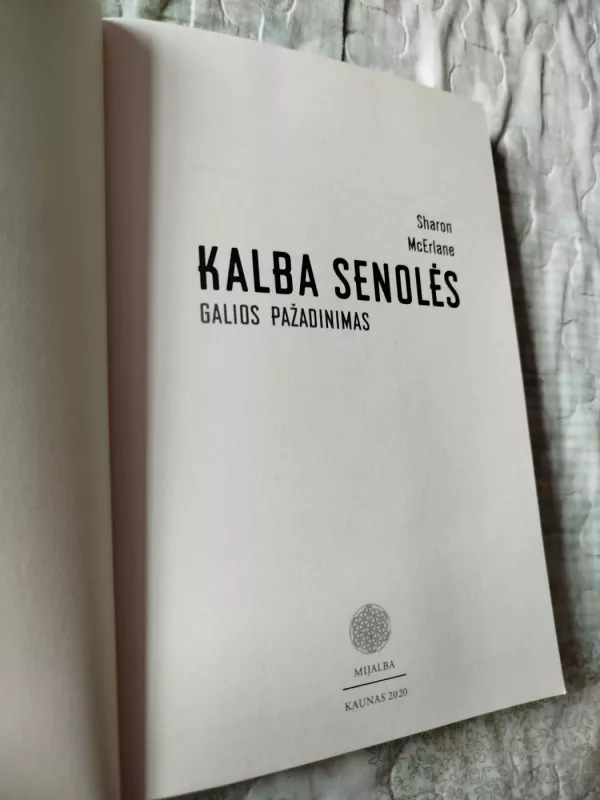 Sharon
McErlane
KALBA SENOLĖS
GALIOS PAŽADINIMAS
MIJALBA
KAUNAS 2020